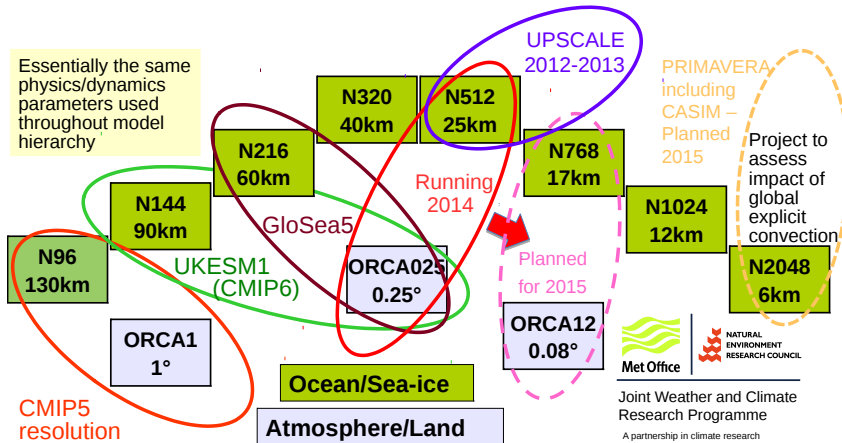 Essentially the same
physics/dynamics
parameters used
throughout model
hierarchy
UPSCALE
2012-2013
PRIMAVERA
including
CASIM –
Planned
2015
N320
40km
N512
25km
N216
60km
N768
17km
Project to
assess
impact of
global
explicit
convection
Running
2014
N144
90km
N1024
12km
GloSea5
N96
130km
UKESM1
(CMIP6)
ORCA025
0.25°
Planned
for 2015
N2048
6km
ORCA1
1°
ORCA12
0.08°
Met Office
NATURAL
ENVIRONMENT
RESEARCH COUNCIL
Ocean/Sea-ice
Atmosphere/Land
CMIP5
resolution
Joint Weather and Climate
Research Programme
A partnership in climate research